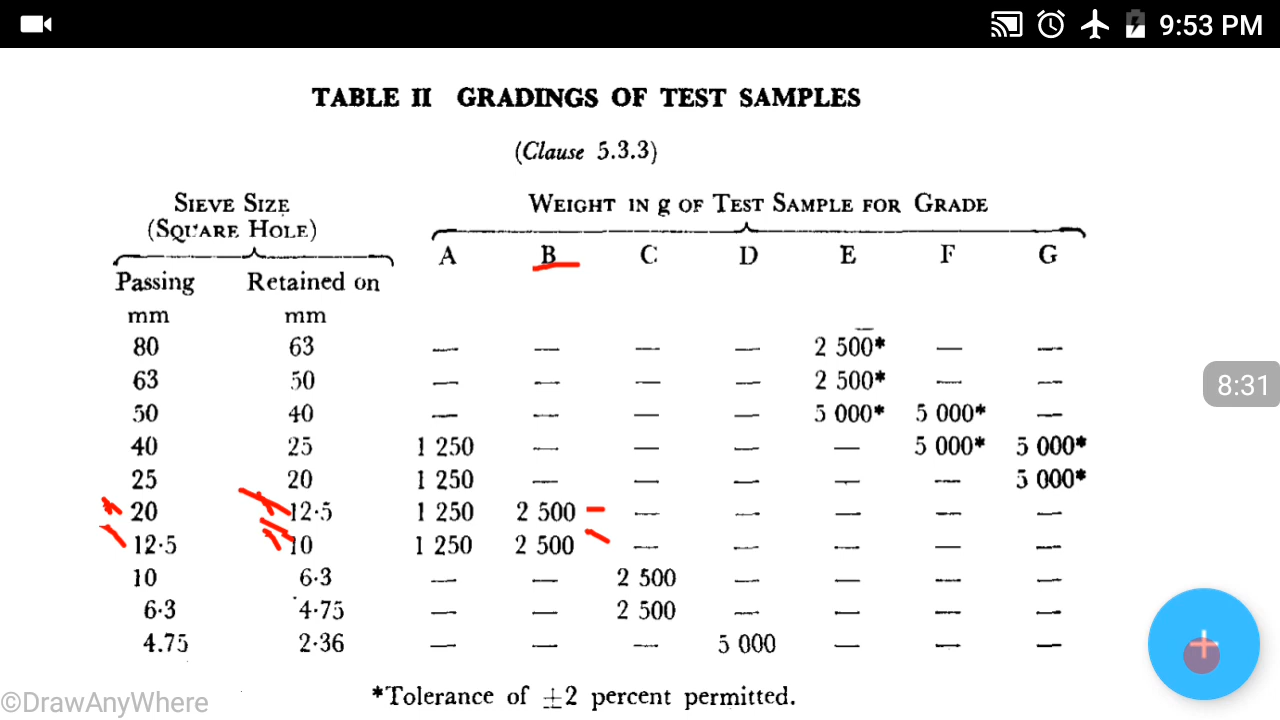 9:53 PM
TABLE II GRADINGS OF TEST SAMPLES
(Clause 5.3.3)
SIEVE SIZE WEIGHT IN g OF TEST SAMPLE FOR GRADE
(SQUARE HOLE)
A B C D E F G
Passing Retained on
mm mm
80 63 — — — — 2 500* — —
63 50 — — — — 2 500* — —
50 40 — — — — 5 000* 5 000* —
40 25 1 250 — — — — 5 000* 5 000*
25 20 1 250 — — — — — 5 000*
20 12·5 1 250 2 500 — — — — —
12·5 10 1 250 2 500 — — — — —
10 6·3 — — 2 500 — — — —
6·3 4·75 — — 2 500 — — — —
4.75 2·36 — — — 5 000 — — —
*Tolerance of ±2 percent permitted.
8:31
©DrawAnyWhere